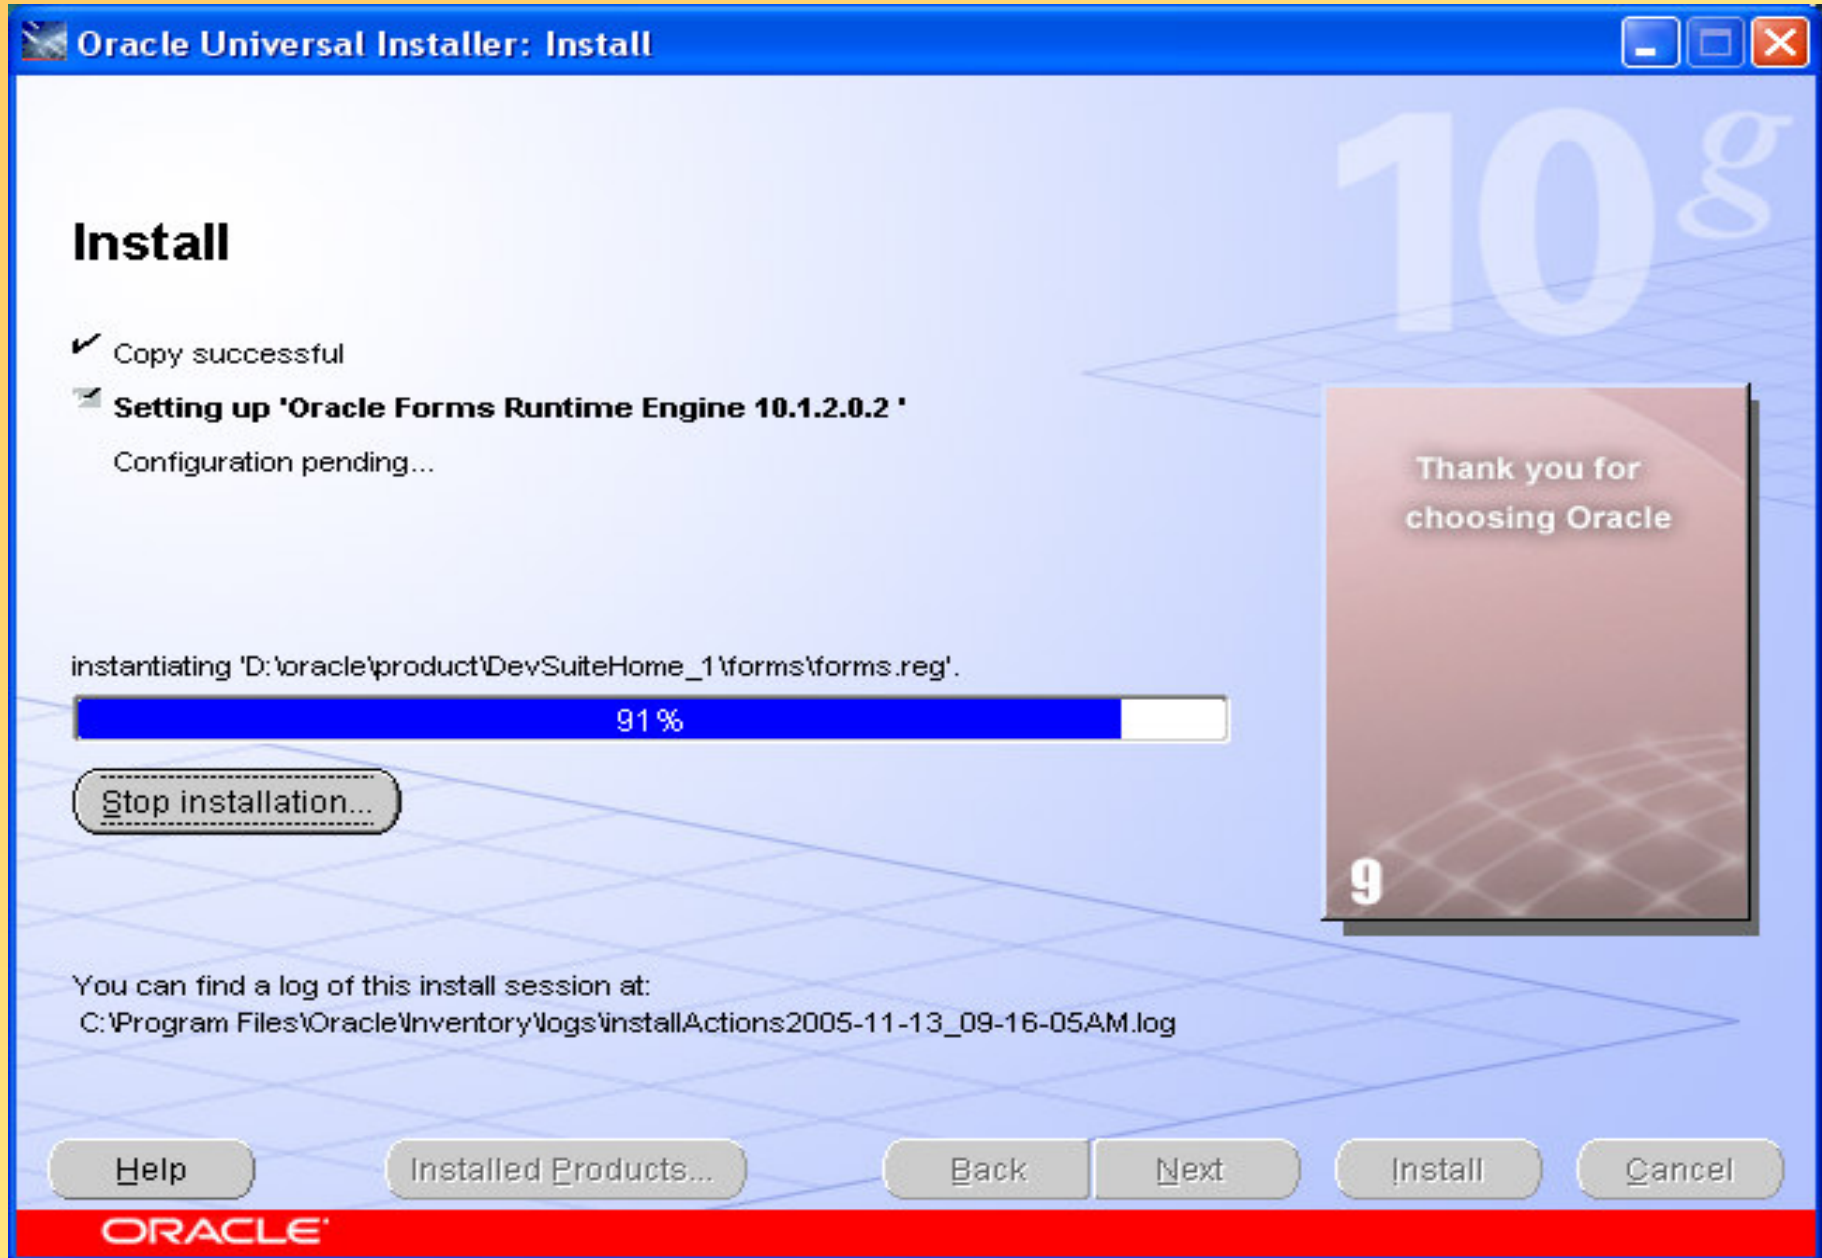 Oracle Universal Installer: Install
10g
Install
Copy successful
Setting up 'Oracle Forms Runtime Engine 10.1.2.0.2 '
Configuration pending...
Thank you for
choosing Oracle
9
instantiating 'D:\oracle\product\DevSuiteHome_1\forms\forms.reg'.
91%
Stop installation...
You can find a log of this install session at:
C:\Program Files\Oracle\Inventory\logs\installActions2005-11-13_09-16-05AM.log
Help Installed Products... Back Next Install Cancel
ORACLE